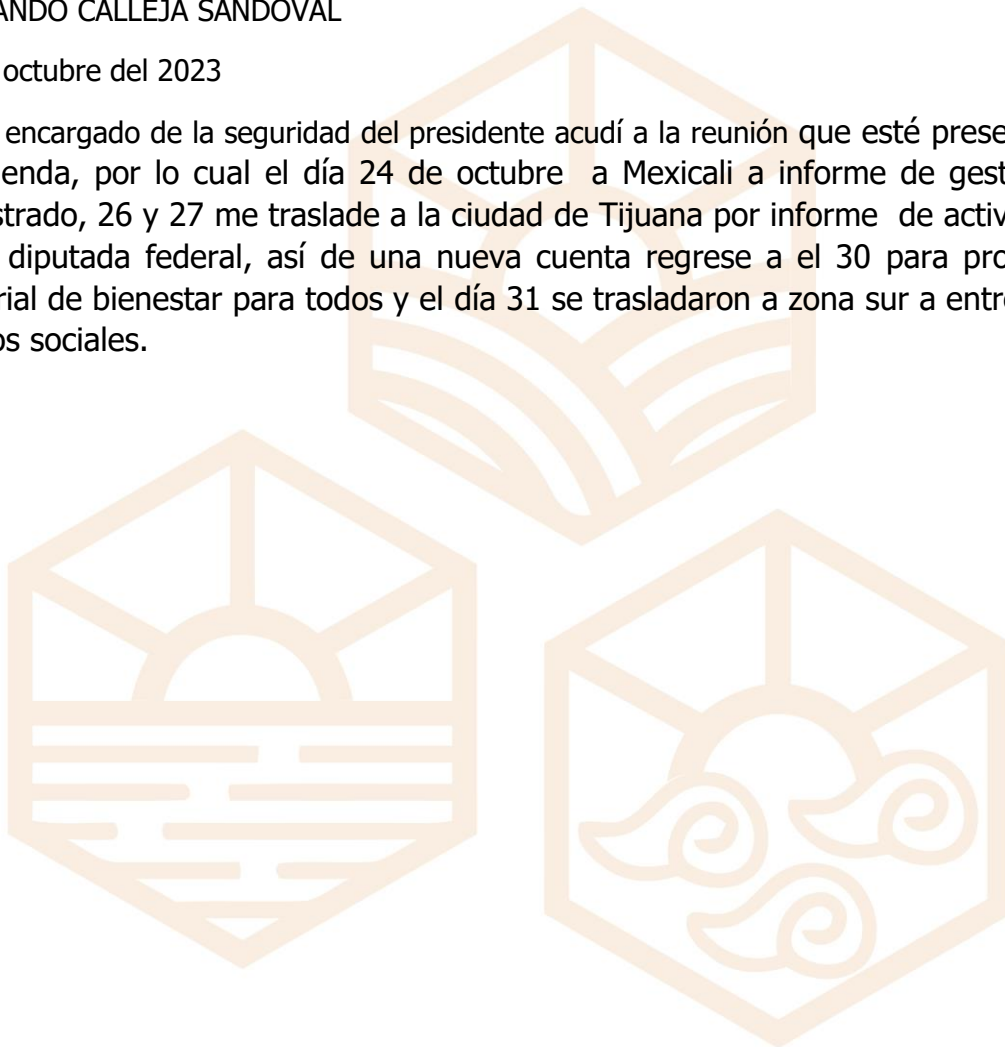 ANDO CALLEJA SANDOVAL
octubre del 2023
encargado de la seguridad del presidente acudí a la reunión que esté prese
enda, por lo cual el día 24 de octubre a Mexicali a informe de gest
strado, 26 y 27 me traslade a la ciudad de Tijuana por informe de activ
diputada federal, así de una nueva cuenta regrese a el 30 para pro
rial de bienestar para todos y el día 31 se trasladaron a zona sur a entr
os sociales.